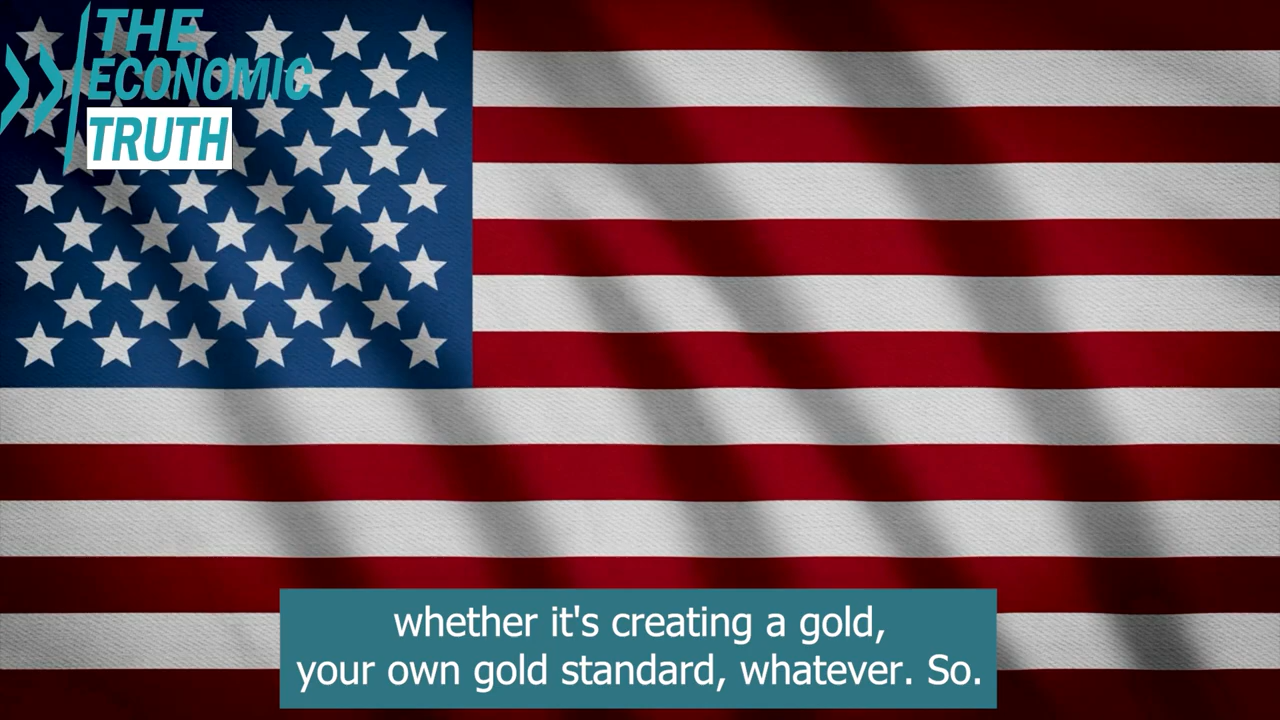 THE
ECONOMIC
TRUTH
whether it's creating a gold,
your own gold standard, whatever. So.